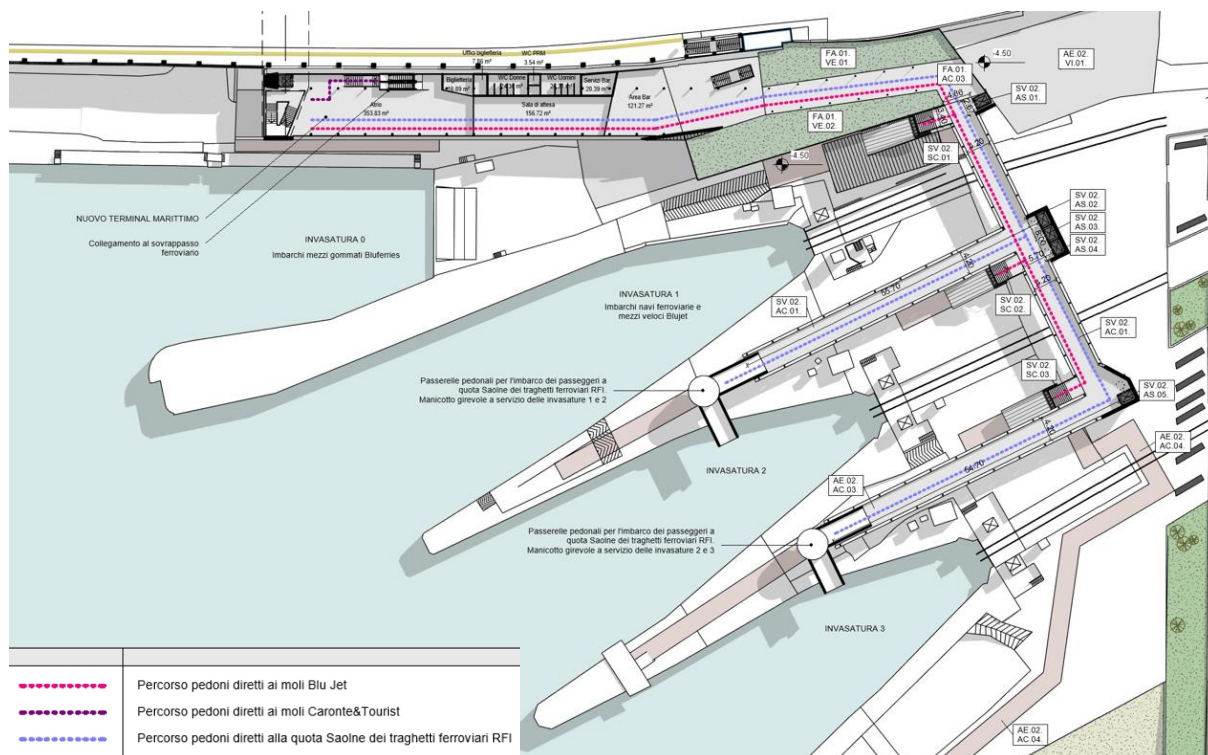 Uffici biglietteria
7.86 m²
WC PRM
3.54 m²
Biglietteria
WC Donne
WC Uomini
Servizi Bar
20.39 m²
Area Bar
121.27 m²
Atrio
353.83 m²
Sala di attesa
156.72 m²
FA.01.
VE.01.
FA.01.
AC.03.
-4.50
AE.02.
VI.01.
SV.02.
AS.01.
FA.01.
VE.02.
SV.02.
SC.01.
-4.50
SV.02.
AS.02.
SV.02.
AS.03.
SV.02.
AS.04.
NUOVO TERMINAL MARITTIMO
Collegamento al sovrappasso
ferroviario
INVASATURA 0
Imbarchi mezzi gommati Bluferries
INVASATURA 1
Imbarchi navi ferroviarie e
mezzi veloci Blujet
SV.02.
AC.01.
55.70
4.20
SV.02.
SC.02.
SV.02.
AC.01.
SV.02.
SC.03.
SV.02.
AS.05.
Passerelle pedonali per l'imbarco dei passeggeri a
quota Saolne dei traghetti ferroviari RFI.
Manicotto girevole a servizio delle invasature 1 e 2
INVASATURA 2
AE.02.
AC.03.
54.70
4.20
AE.02.
AC.04.
Passerelle pedonali per l'imbarco dei passeggeri a
quota Saolne dei traghetti ferroviari RFI.
Manicotto girevole a servizio delle invasature 2 e 3
INVASATURA 3
AE.02.
AC.04.
Percorso pedoni diretti ai moli Blu Jet
Percorso pedoni diretti ai moli Caronte&Tourist
Percorso pedoni diretti alla quota Saolne dei traghetti ferroviari RFI